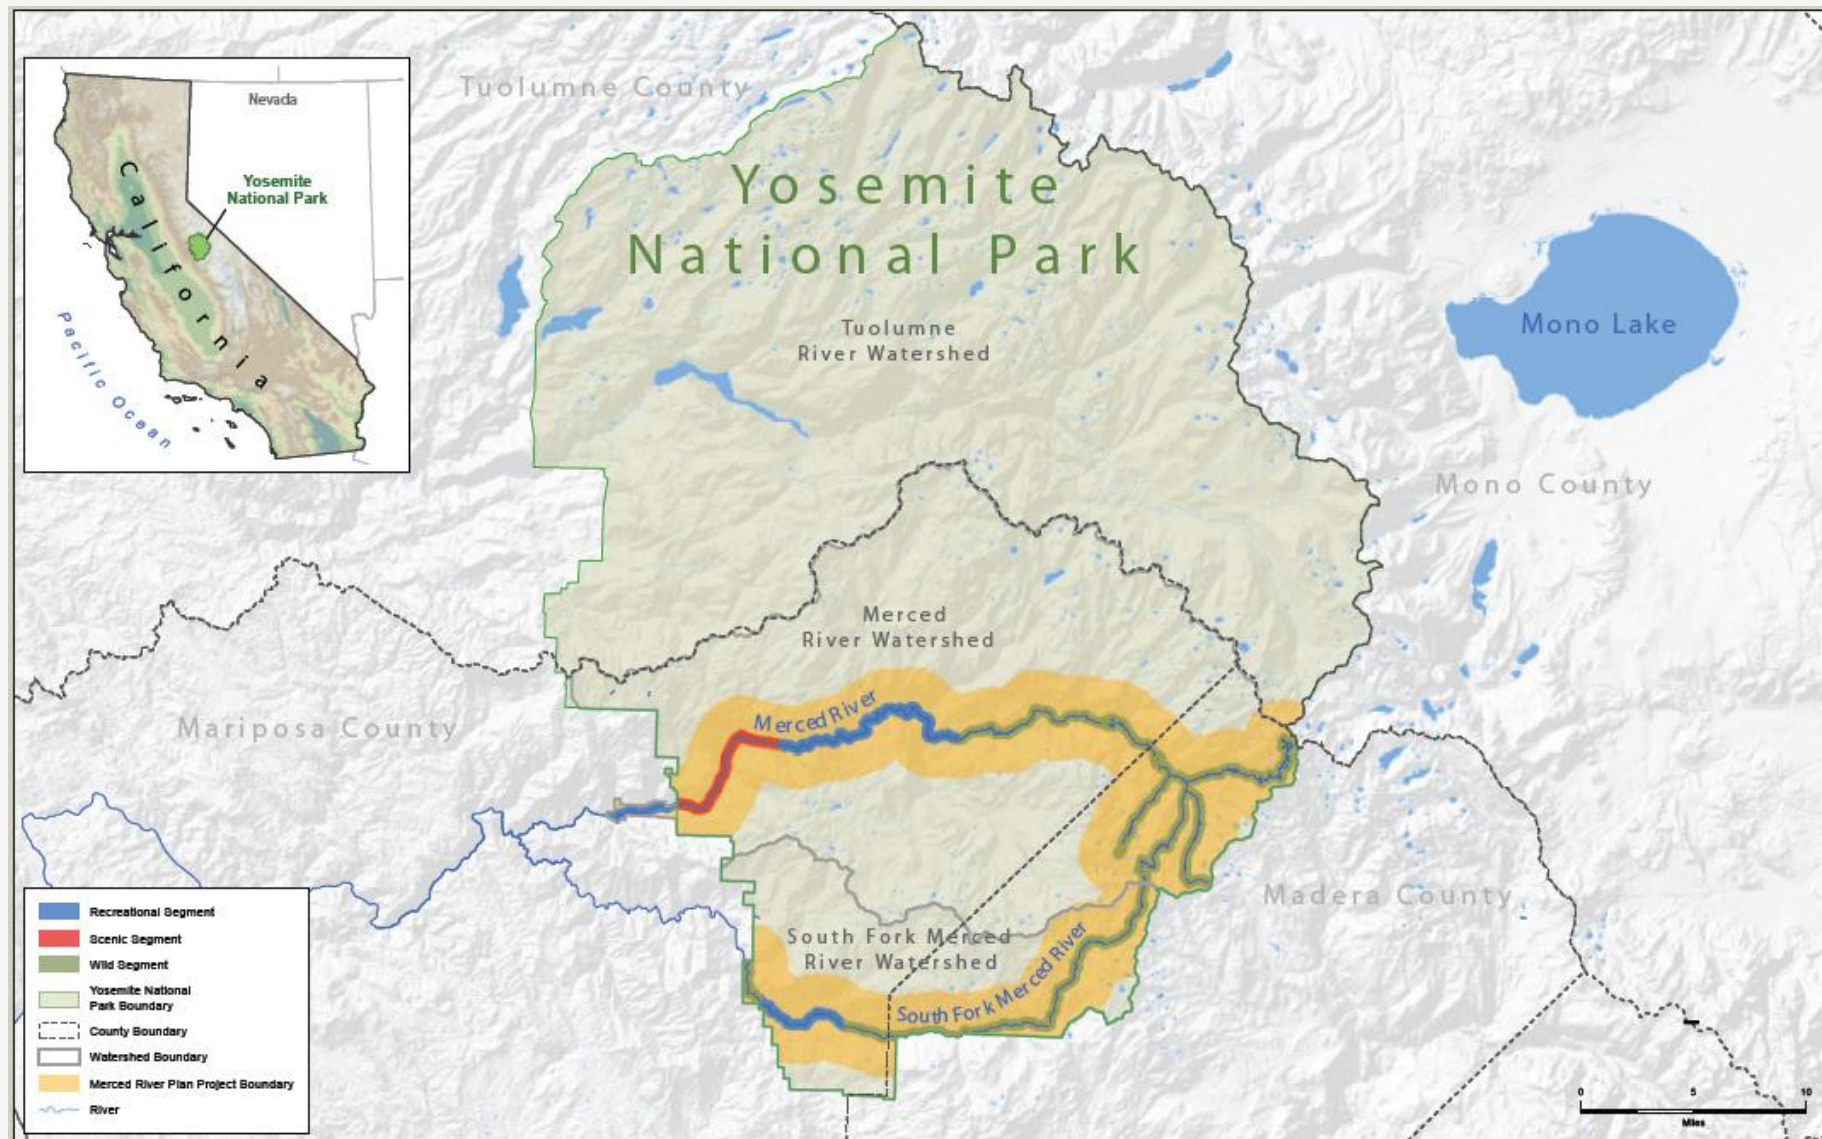 Nevada
Yosemite
National Park
California
Pacific Ocean
Tuolumne County
Yosemite
National Park
Tuolumne
River Watershed
Mono Lake
Mono County
Merced
River Watershed
Mariposa County
Merced River
Madera County
South Fork Merced
River Watershed
South Fork Merced River
Recreational Segment
Scenic Segment
Wild Segment
Yosemite National
Park Boundary
County Boundary
Watershed Boundary
Merced River Plan Project Boundary
River
0 5 10
Miles